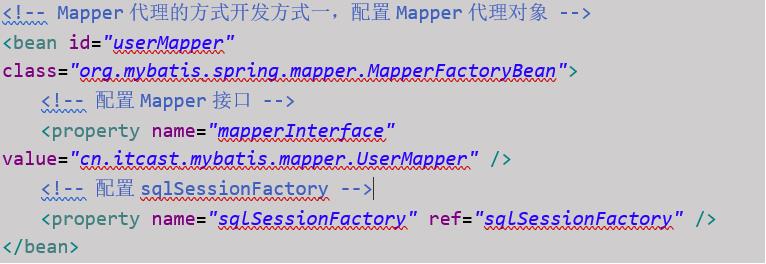 <!-- Mapper 代理的方式开发方式一，配置 Mapper 代理对象 -->
<bean id="userMapper"
class="org.mybatis.spring.mapper.MapperFactoryBean">
<!-- 配置 Mapper 接口 -->
<property name="mapperInterface"
value="cn.itcast.mybatis.mapper.UserMapper" />
<!-- 配置 sqlSessionFactory -->
<property name="sqlSessionFactory" ref="sqlSessionFactory" />
</bean>